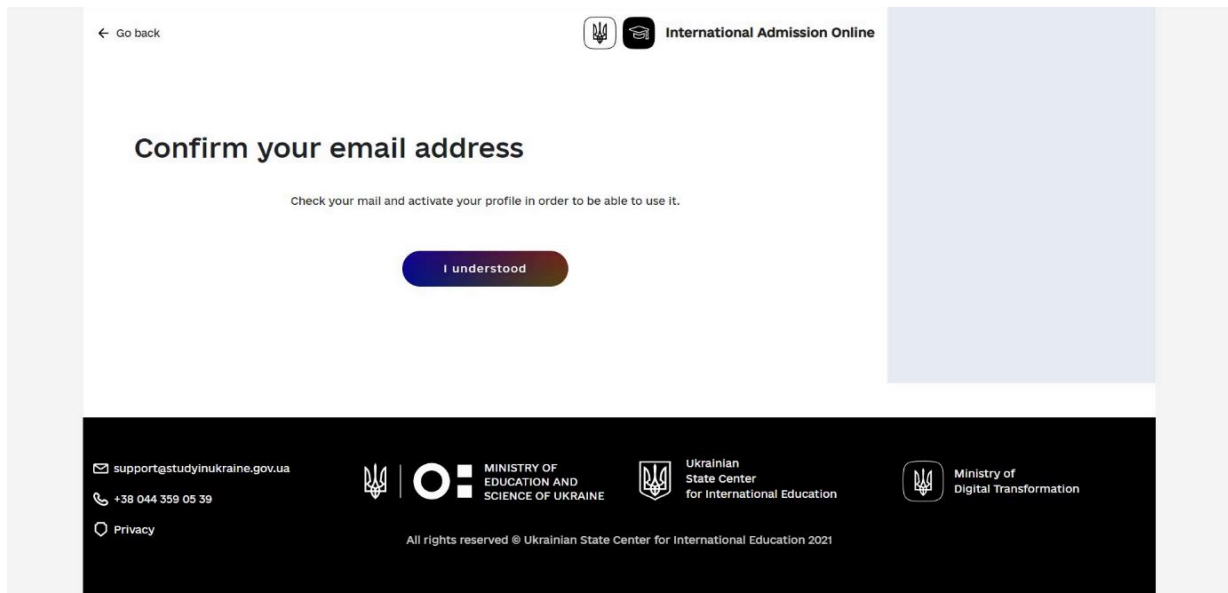 Go back
International Admission Online
Confirm your email address
Check your mail and activate your profile in order to be able to use it.
I understood
support@studyinukraine.gov.ua
+38 044 359 05 39
Privacy
MINISTRY OF
EDUCATION AND
SCIENCE OF UKRAINE
Ukrainian
State Center
for International Education
Ministry of
Digital Transformation
All rights reserved © Ukrainian State Center for International Education 2021